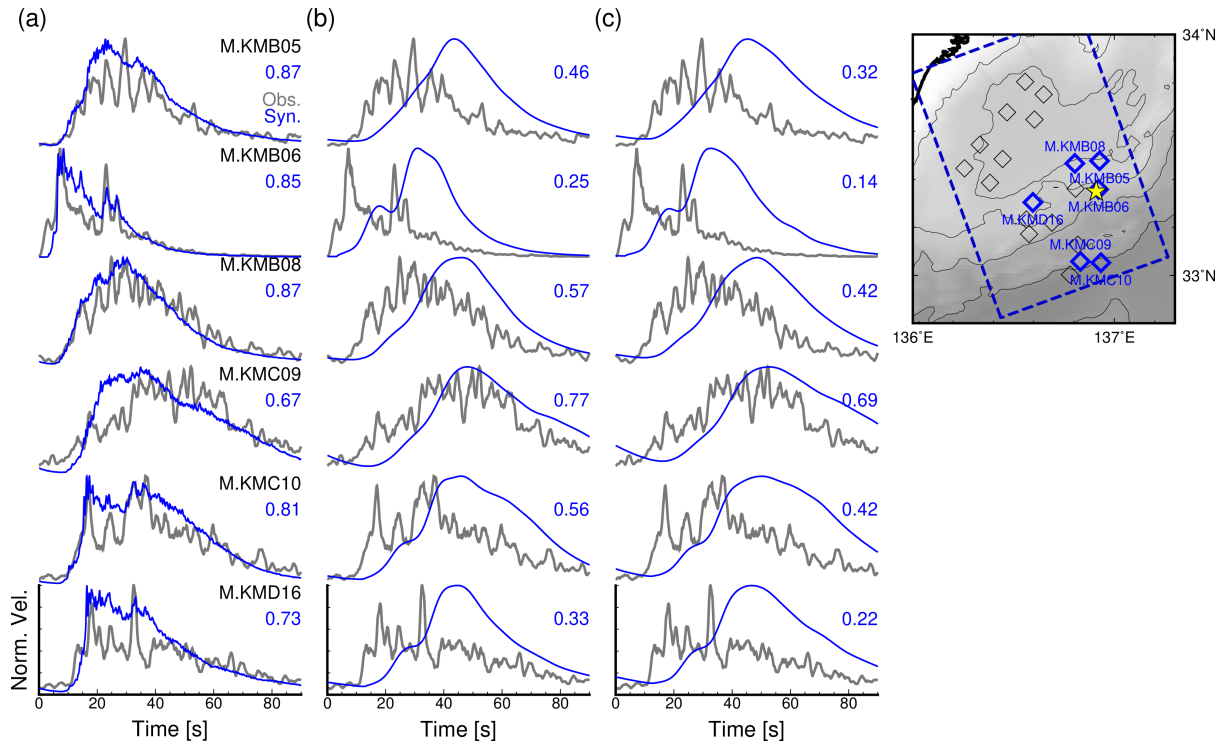 (a)
(b)
(c)
M.KMB05
0.87
Obs.
Syn.
0.46
0.32
M.KMB06
0.85
0.25
0.14
M.KMB08
0.87
0.57
0.42
M.KMC09
0.67
0.77
0.69
M.KMC10
0.81
0.56
0.42
M.KMD16
0.73
0.33
0.22
Norm. Vel.
0 20 40 60 80
0 20 40 60 80
0 20 40 60 80
Time [s]
Time [s]
Time [s]
34˚N
M.KMB08
M.KMB05
M.KMB06
M.KMD16
M.KMC09
M.KMC10
33˚N
136˚E
137˚E